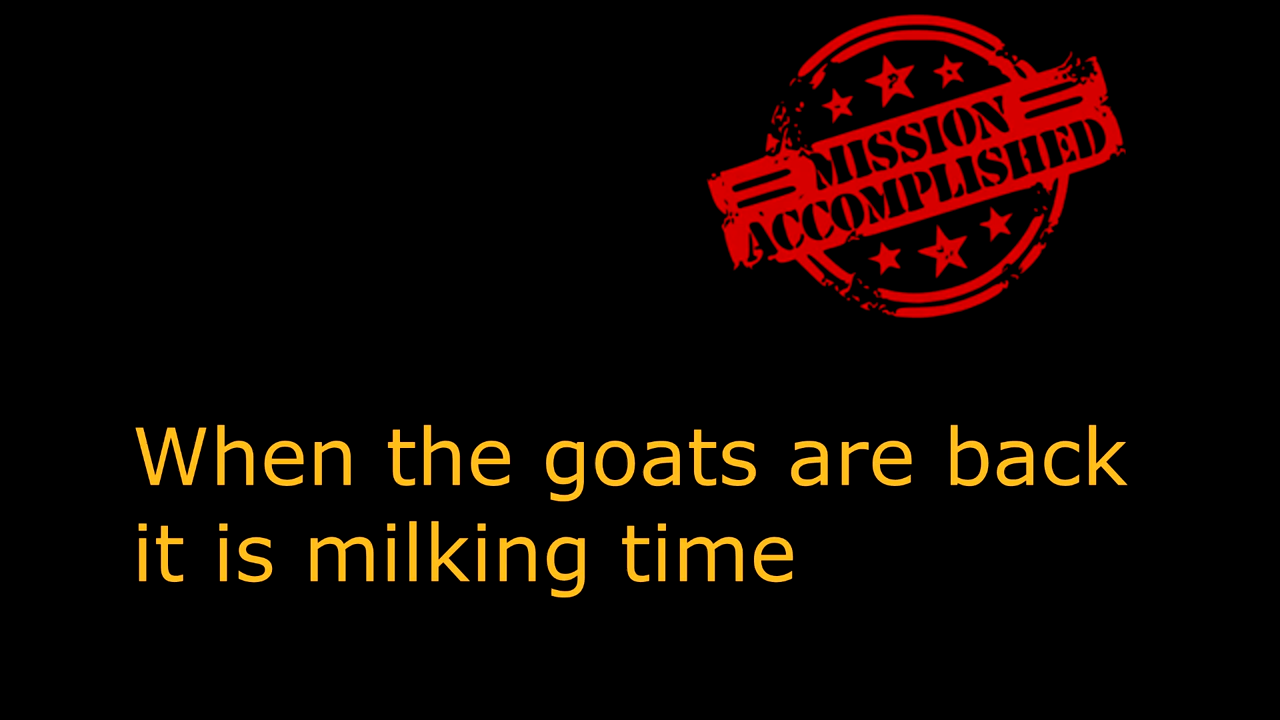 MISSION
ACCOMPLISHED
When the goats are back
it is milking time